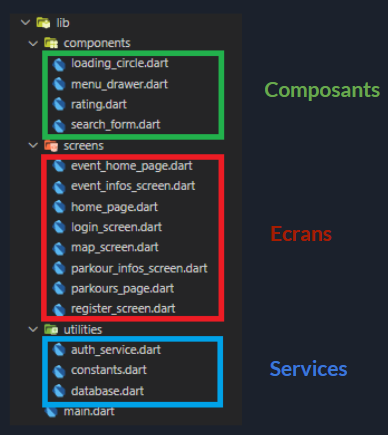 lib
components
loading_circle.dart
menu_drawer.dart
rating.dart
search_form.dart
Composants
screens
event_home_page.dart
event_infos_screen.dart
home_page.dart
login_screen.dart
map_screen.dart
parkour_infos_screen.dart
parkours_page.dart
register_screen.dart
Ecrans
utilities
auth_service.dart
constants.dart
database.dart
Services
main.dart